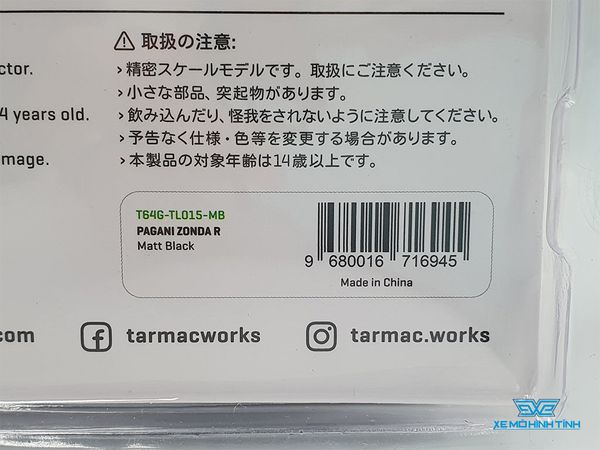 ⚠ 取扱の注意:
ctor.
›精密スケールモデルです。取扱にご注意ください。
›小さな部品、突起物があります。
4 years old.
›飲み込んだり、怪我をされないように注意してください。
›予告なく仕様・色等を変更する場合があります。
mage.
›本製品の対象年齢は14歳以上です。
T64G-TL015-MB
PAGANI ZONDA R
Matt Black
9 680016 716945
Made in China
.com
tarmacworks
tarmac.works
XEMOHINHTINH